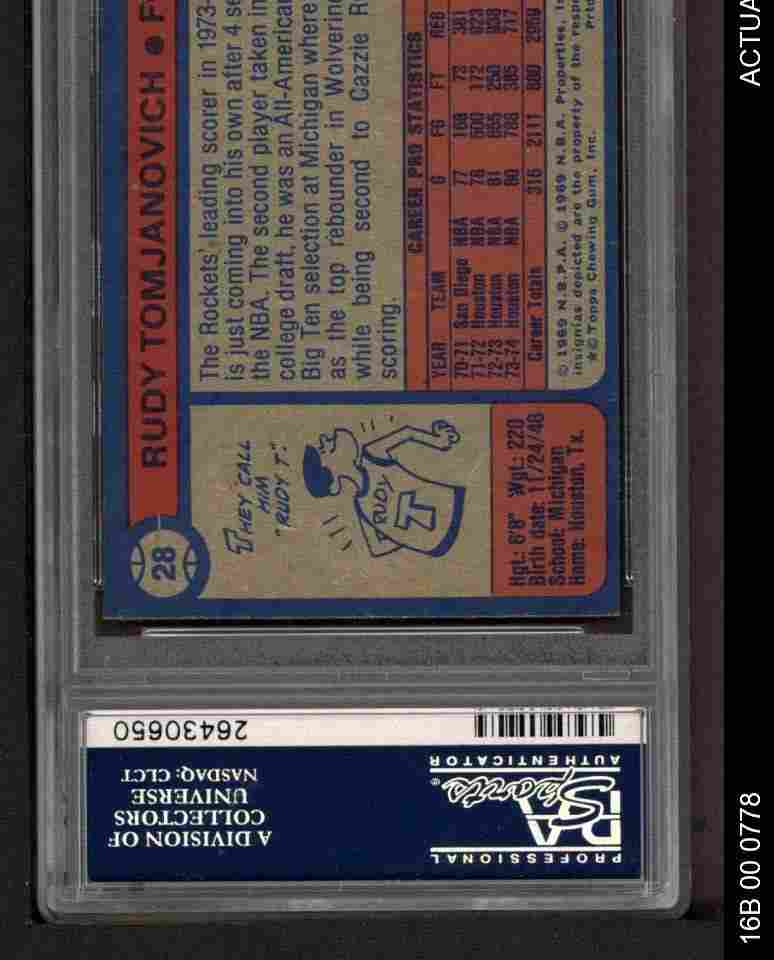 28
RUDY TOMJANOVICH ● F
THEY CALL
HIM
"RUDY T."
RUDY
T
Hgt.: 6'8" Wgt.: 220
Birth date: 11/24/48
School: Michigan
Home: Houston, Tx.
The Rockets' leading scorer in 1973-
is just coming into his own after 4 se
the NBA. The second player taken in
college draft, he was an All-American
Big Ten selection at Michigan where
as the top rebounder in Wolverine
while being second to Cazzie R
scoring.
CAREER PRO STATISTICS
YEAR TEAM G FG FT REB
70-71 San Diego NBA 77 168 73 381
71-72 Houston NBA 78 500 172 923
72-73 Houston NBA 81 655 250 938
73-74 Houston NBA 80 788 385 717
Career Totals 316 2111 880 2959
© 1969 N.B.P.A. © 1969 N.B.A. Properties, In
insignias depicted are the property of the resp
Pro
★© Topps Chewing Gum, Inc.
26430650
A DIVISION OF
COLLECTORS
UNIVERSE
NASDAQ: CLCT
PROFESSIONAL
PSA
Sports®
AUTHENTICATOR
16B 00 0778
ACTUA